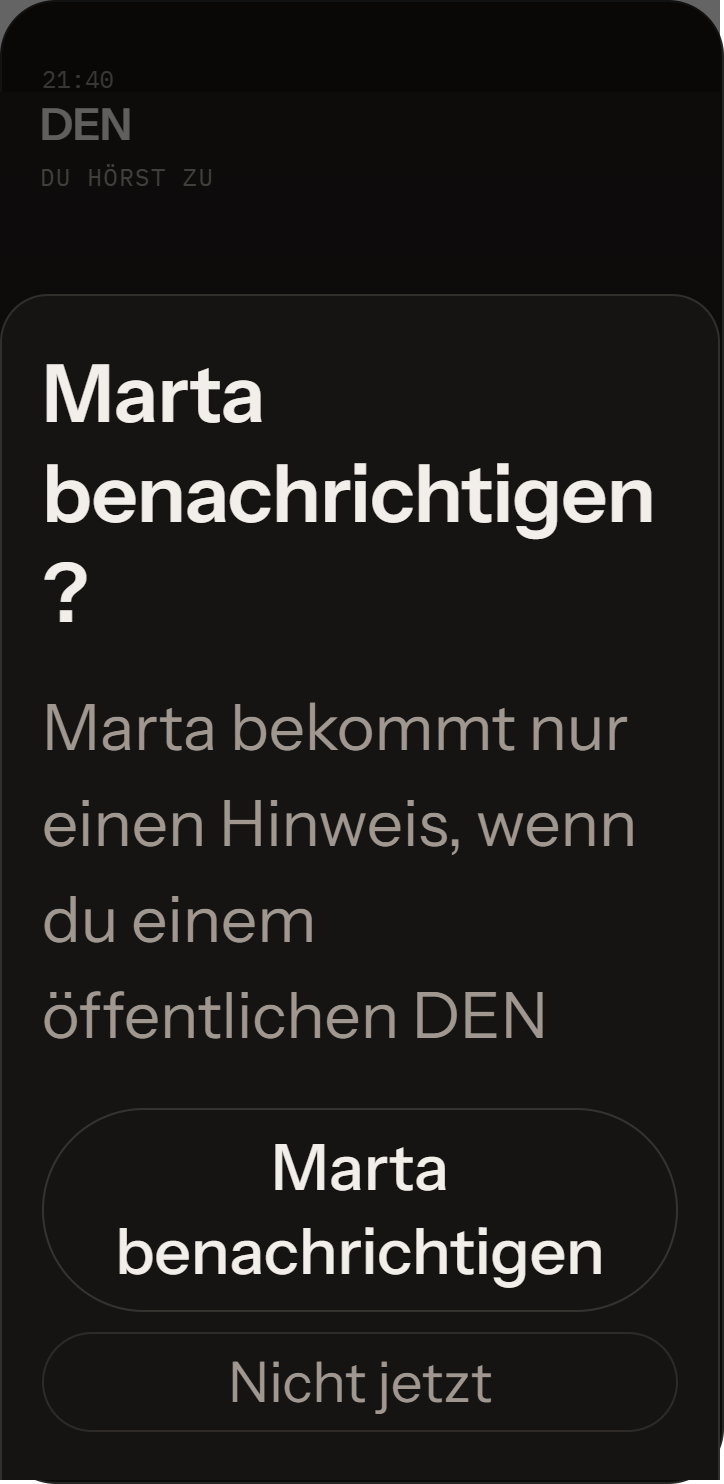 21:40
DEN
DU HÖRST ZU
Marta
benachrichtigen
?
Marta bekommt nur
einen Hinweis, wenn
du einem
öffentlichen DEN
Marta
benachrichtigen
Nicht jetzt